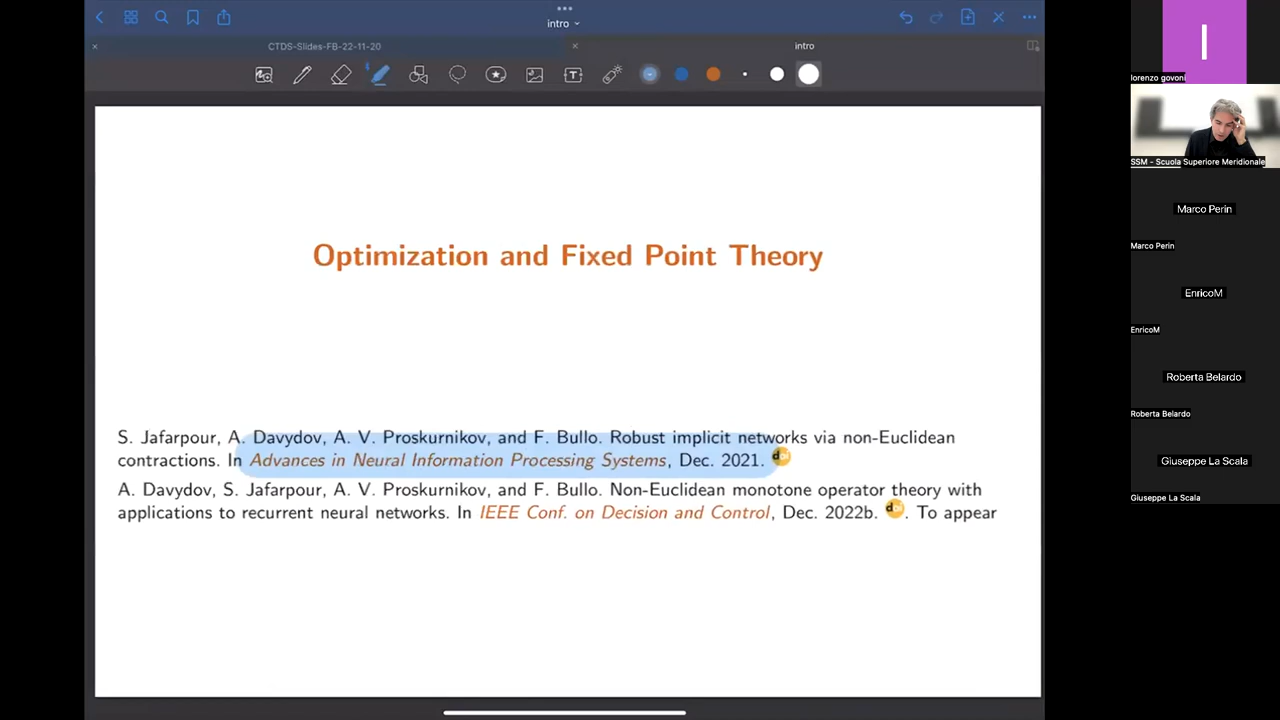 intro
CTDS-Slides-FB-22-11-20
intro
Optimization and Fixed Point Theory
S. Jafarpour, A. Davydov, A. V. Proskurnikov, and F. Bullo. Robust implicit networks via non-Euclidean
contractions. In Advances in Neural Information Processing Systems, Dec. 2021. doi
A. Davydov, S. Jafarpour, A. V. Proskurnikov, and F. Bullo. Non-Euclidean monotone operator theory with
applications to recurrent neural networks. In IEEE Conf. on Decision and Control, Dec. 2022b. doi. To appear
l
lorenzo govoni
SSM - Scuola Superiore Meridionale
Marco Perin
Marco Perin
EnricoM
EnricoM
Roberta Belardo
Roberta Belardo
Giuseppe La Scala
Giuseppe La Scala